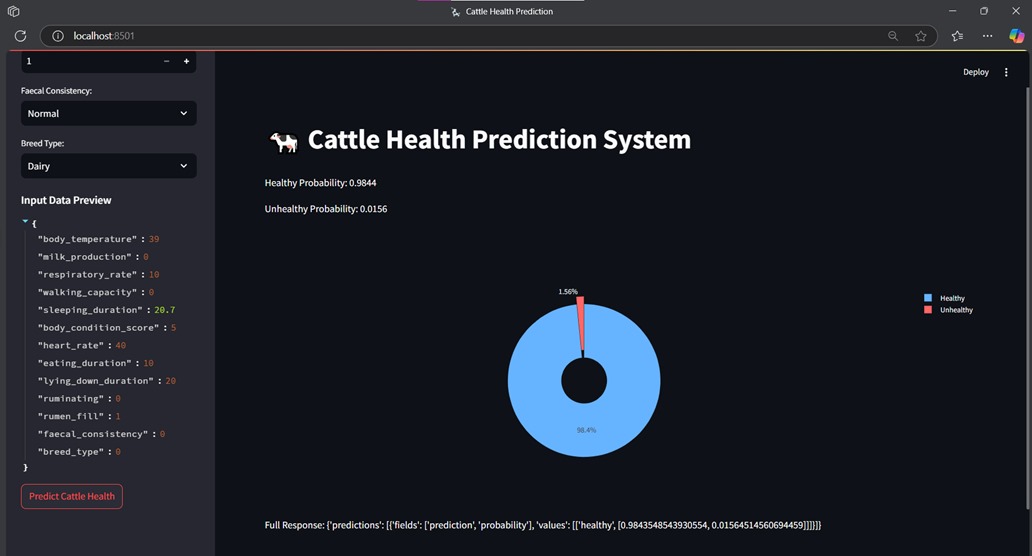 Cattle Health Prediction
localhost:8501
1
Faecal Consistency:
Normal
Breed Type:
Dairy
Input Data Preview
{
"body_temperature" : 39
"milk_production" : 0
"respiratory_rate" : 10
"walking_capacity" : 0
"sleeping_duration" : 20.7
"body_condition_score" : 5
"heart_rate" : 40
"eating_duration" : 10
"lying_down_duration" : 20
"ruminating" : 0
"rumen_fill" : 1
"faecal_consistency" : 0
"breed_type" : 0
}
Predict Cattle Health
Deploy
Cattle Health Prediction System
Healthy Probability: 0.9844
Unhealthy Probability: 0.0156
1.56%
98.4%
Healthy
Unhealthy
Full Response: {'predictions': [{'fields': ['prediction', 'probability'], 'values': [['healthy', [0.9843548543930554, 0.01564514560694459]]]}]}